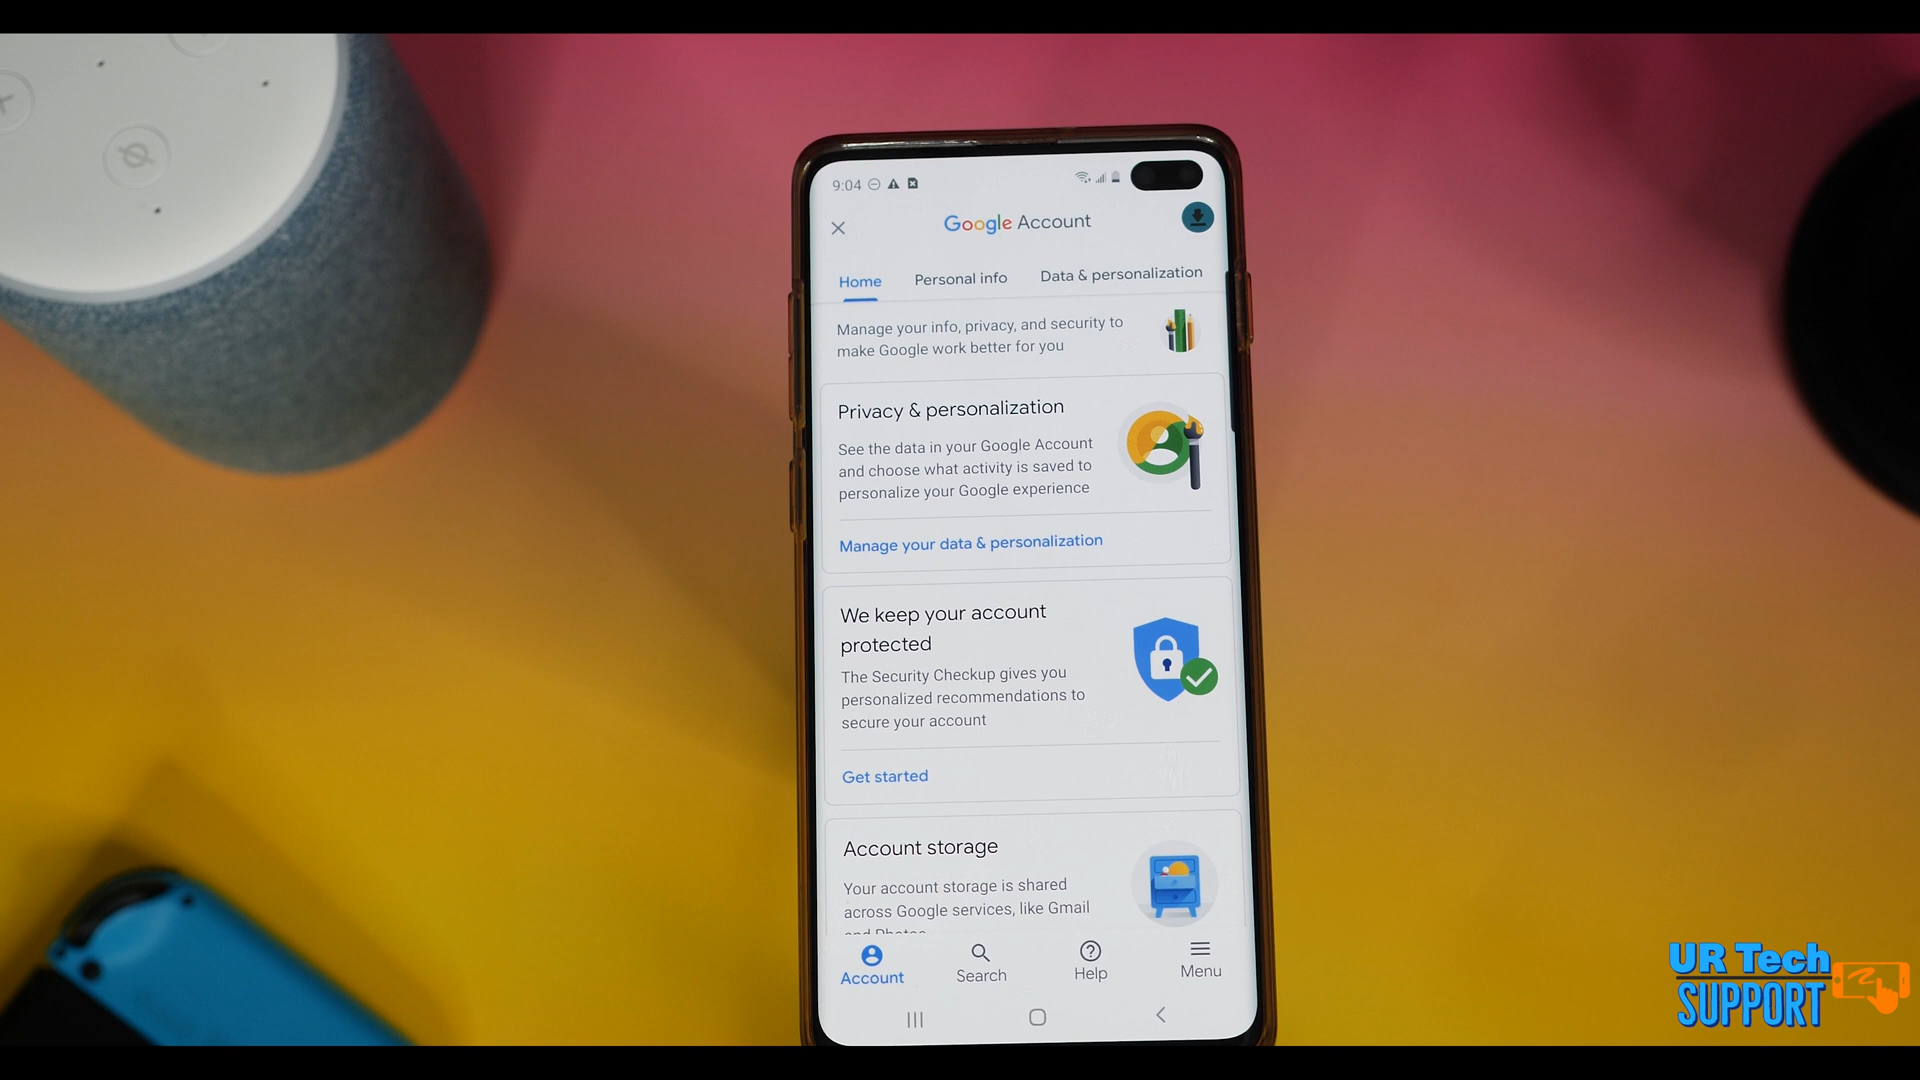 9:04
Google Account
Home
Personal info
Data & personalization
Manage your info, privacy, and security to
make Google work better for you
Privacy & personalization
See the data in your Google Account
and choose what activity is saved to
personalize your Google experience
Manage your data & personalization
We keep your account
protected
The Security Checkup gives you
personalized recommendations to
secure your account
Get started
Account storage
Your account storage is shared
across Google services, like Gmail
and Photos
Account
Search
Help
Menu
UR Tech
SUPPORT